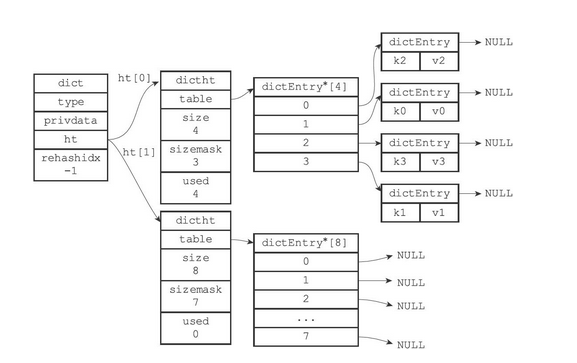 dict
type
privdata
ht
rehashidx
-1
ht[0]
ht[1]
dictht
table
size
4
sizemask
3
used
4
dictEntry*[4]
0
1
2
3
dictEntry
k2 v2
NULL
dictEntry
k0 v0
NULL
dictEntry
k3 v3
NULL
dictEntry
k1 v1
NULL
dictht
table
size
8
sizemask
7
used
0
dictEntry*[8]
0
1
2
...
7
NULL
NULL
NULL
NULL